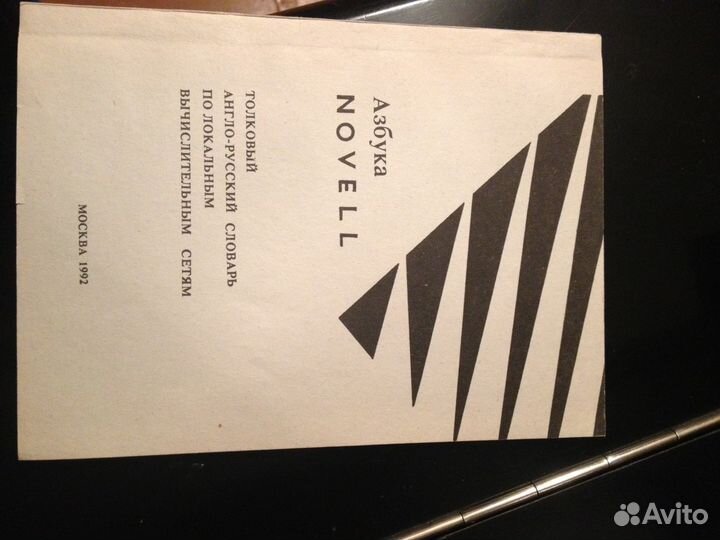 Азбука
NOVELL
ТОЛКОВЫЙ
АНГЛО-РУССКИЙ СЛОВАРЬ
ПО ЛОКАЛЬНЫМ
ВЫЧИСЛИТЕЛЬНЫМ СЕТЯМ
МОСКВА 1992
Avito